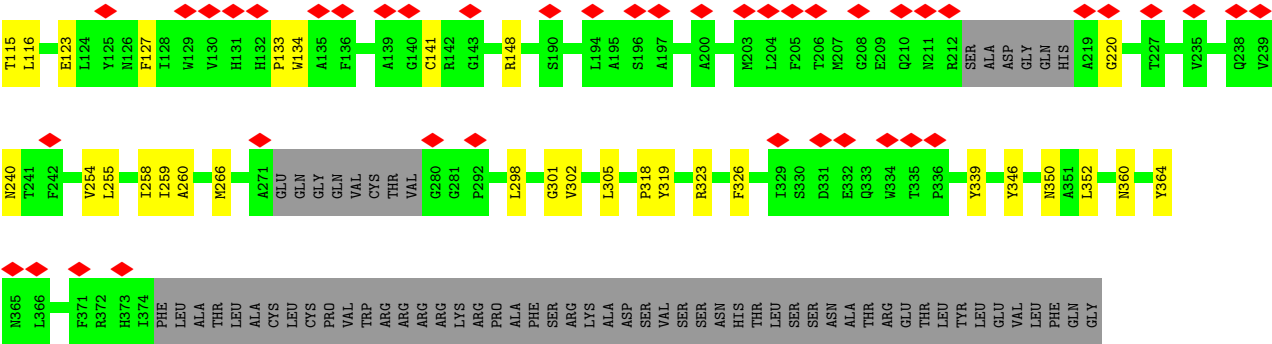 T115 L116 E123 L124 Y125 N126 F127 I128 W129 V130 H131 H132 P133 W134 A135 F136 A139 G140 C141 R142 G143 R148 S190 L194 A195 S196 A197 A200 M203 L204 F205 T206 M207 G208 E209 Q210 N211 R212 SER ALA ASP GLY GLN HIS A219 G220 T227 V235 Q238 V239
N240 T241 F242 V254 L255 I258 I259 A260 M266 A271 GLU GLN GLY GLN VAL CYS THR VAL G280 G281 P292 L298 G301 V302 L305 P318 Y319 R323 F326 I329 S330 D331 E332 Q333 W334 T335 P336 Y339 Y346 N350 A351 L352 N360 Y364
N365 L366 F371 R372 H373 I374 PHE LEU ALA THR LEU ALA CYS LEU CYS PRO VAL TRP ARG ARG ARG ARG LYS ARG PRO ALA PHE SER ARG LYS ALA ASP SER VAL SER SER ASN HIS THR LEU SER SER ASN ALA THR ARG GLU THR LEU TYR LEU GLU VAL LEU PHE GLN GLY